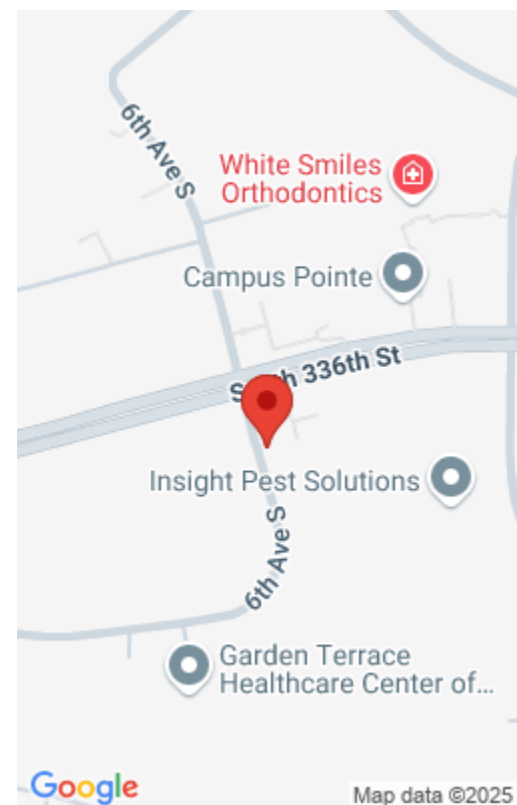 6th Ave S
White Smiles
Orthodontics
Campus Pointe
South 336th St
Insight Pest Solutions
6th Ave S
Garden Terrace
Healthcare Center of...
Google
Map data ©2025